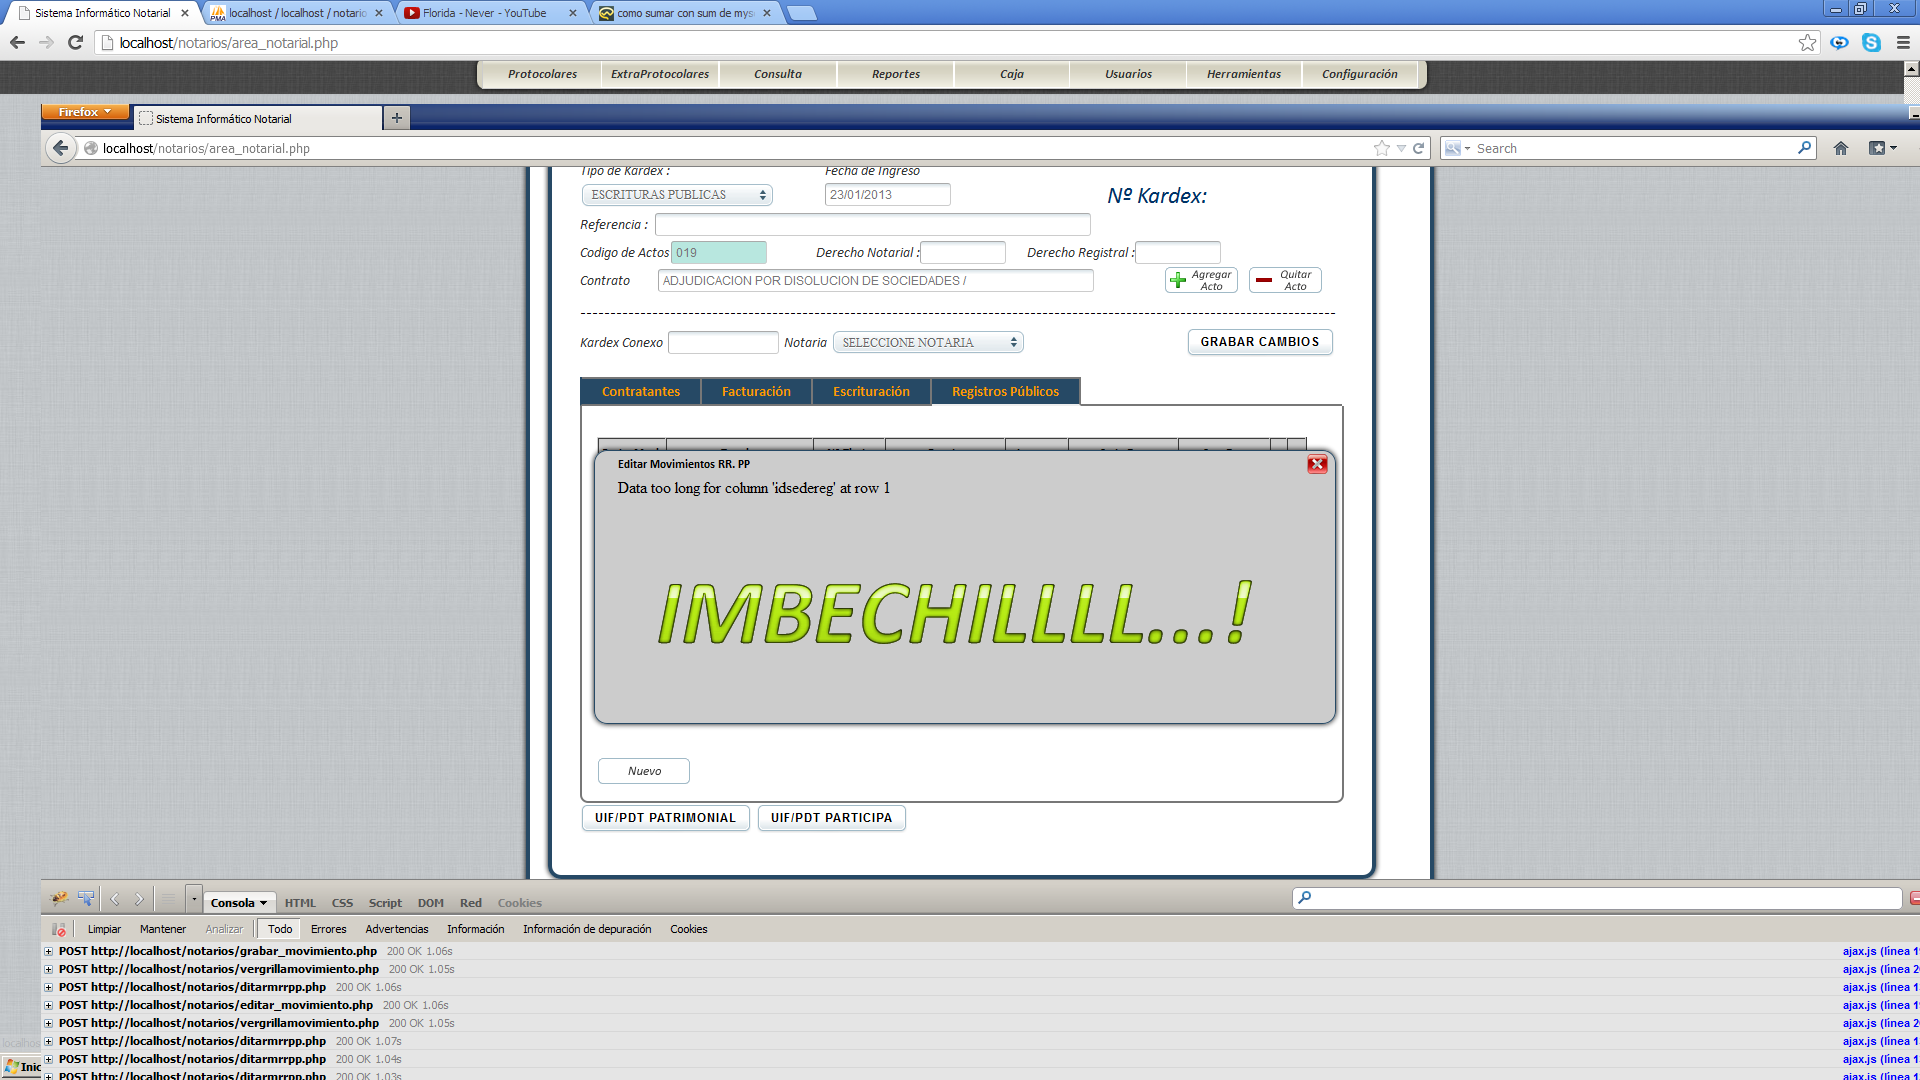 Sistema Informático Notarial
localhost / localhost / notario
Florida - Never - YouTube
como sumar con sum de mys
localhost/notarios/area_notarial.php
Protocolares
ExtraProtocolares
Consulta
Reportes
Caja
Usuarios
Herramientas
Configuración
Firefox
Sistema Informático Notarial
localhost/notarios/area_notarial.php
Search
Tipo de Kardex :
Fecha de Ingreso
ESCRITURAS PUBLICAS
23/01/2013
Nº Kardex:
Referencia :
Codigo de Actos 019
Derecho Notarial :
Derecho Registral :
Contrato
ADJUDICACION POR DISOLUCION DE SOCIEDADES /
Agregar Acto
Quitar Acto
Kardex Conexo
Notaria
SELECCIONE NOTARIA
GRABAR CAMBIOS
Contratantes
Facturación
Escrituración
Registros Públicos
Editar Movimientos RR. PP
Data too long for column 'idsedereg' at row 1
IMBECHILLLL...!
Nuevo
UIF/PDT PATRIMONIAL
UIF/PDT PARTICIPA
Consola
HTML
CSS
Script
DOM
Red
Cookies
Limpiar
Mantener
Analizar
Todo
Errores
Advertencias
Información
Información de depuración
Cookies
POST http://localhost/notarios/grabar_movimiento.php 200 OK 1.06s ajax.js (línea 19
POST http://localhost/notarios/vergrillamovimiento.php 200 OK 1.05s ajax.js (línea 20
POST http://localhost/notarios/ditarmrrpp.php 200 OK 1.06s ajax.js (línea 13
POST http://localhost/notarios/editar_movimiento.php 200 OK 1.06s ajax.js (línea 19
POST http://localhost/notarios/vergrillamovimiento.php 200 OK 1.05s ajax.js (línea 20
POST http://localhost/notarios/ditarmrrpp.php 200 OK 1.07s ajax.js (línea 13
localhos
POST http://localhost/notarios/ditarmrrpp.php 200 OK 1.04s ajax.js (línea 13
Inic
POST http://localhost/notarios/ditarmrrpp.php 200 OK 1.03s